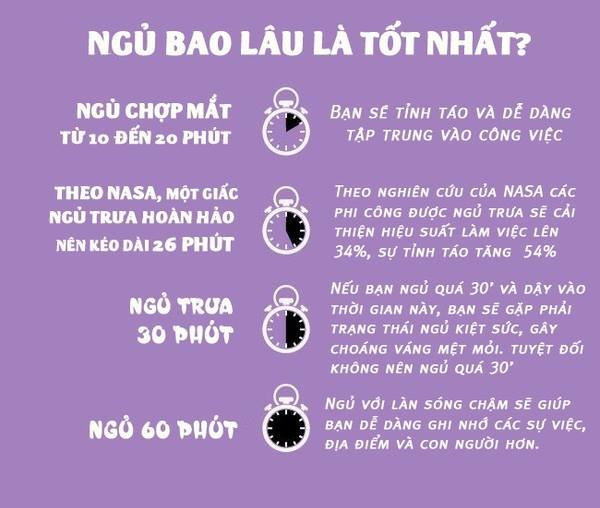 NGỦ BAO LÂU LÀ TỐT NHẤT?
NGỦ CHỢP MẮT
TỪ 10 ĐẾN 20 PHÚT
BẠN SẼ TỈNH TÁO VÀ DỄ DÀNG
TẬP TRUNG VÀO CÔNG VIỆC
THEO NASA, MỘT GIẤC
NGỦ TRƯA HOÀN HẢO
NÊN KÉO DÀI 26 PHÚT
THEO NGHIÊN CỨU CỦA NASA CÁC
PHI CÔNG ĐƯỢC NGỦ TRƯA SẼ CẢI
THIỆN HIỆU SUẤT LÀM VIỆC LÊN
34%, SỰ TỈNH TÁO TĂNG 54%
NGỦ TRƯA
30 PHÚT
NẾU BẠN NGỦ QUÁ 30' VÀ DẬY VÀO
THỜI GIAN NÀY, BẠN SẼ GẶP PHẢI
TRẠNG THÁI NGỦ KIỆT SỨC, GÂY
CHOÁNG VÁNG MỆT MỎI. TUYỆT ĐỐI
KHÔNG NÊN NGỦ QUÁ 30'
NGỦ 60 PHÚT
NGỦ VỚI LÀN SÓNG CHẬM SẼ GIÚP
BẠN DỄ DÀNG GHI NHỚ CÁC SỰ VIỆC,
ĐỊA ĐIỂM VÀ CON NGƯỜI HƠN.